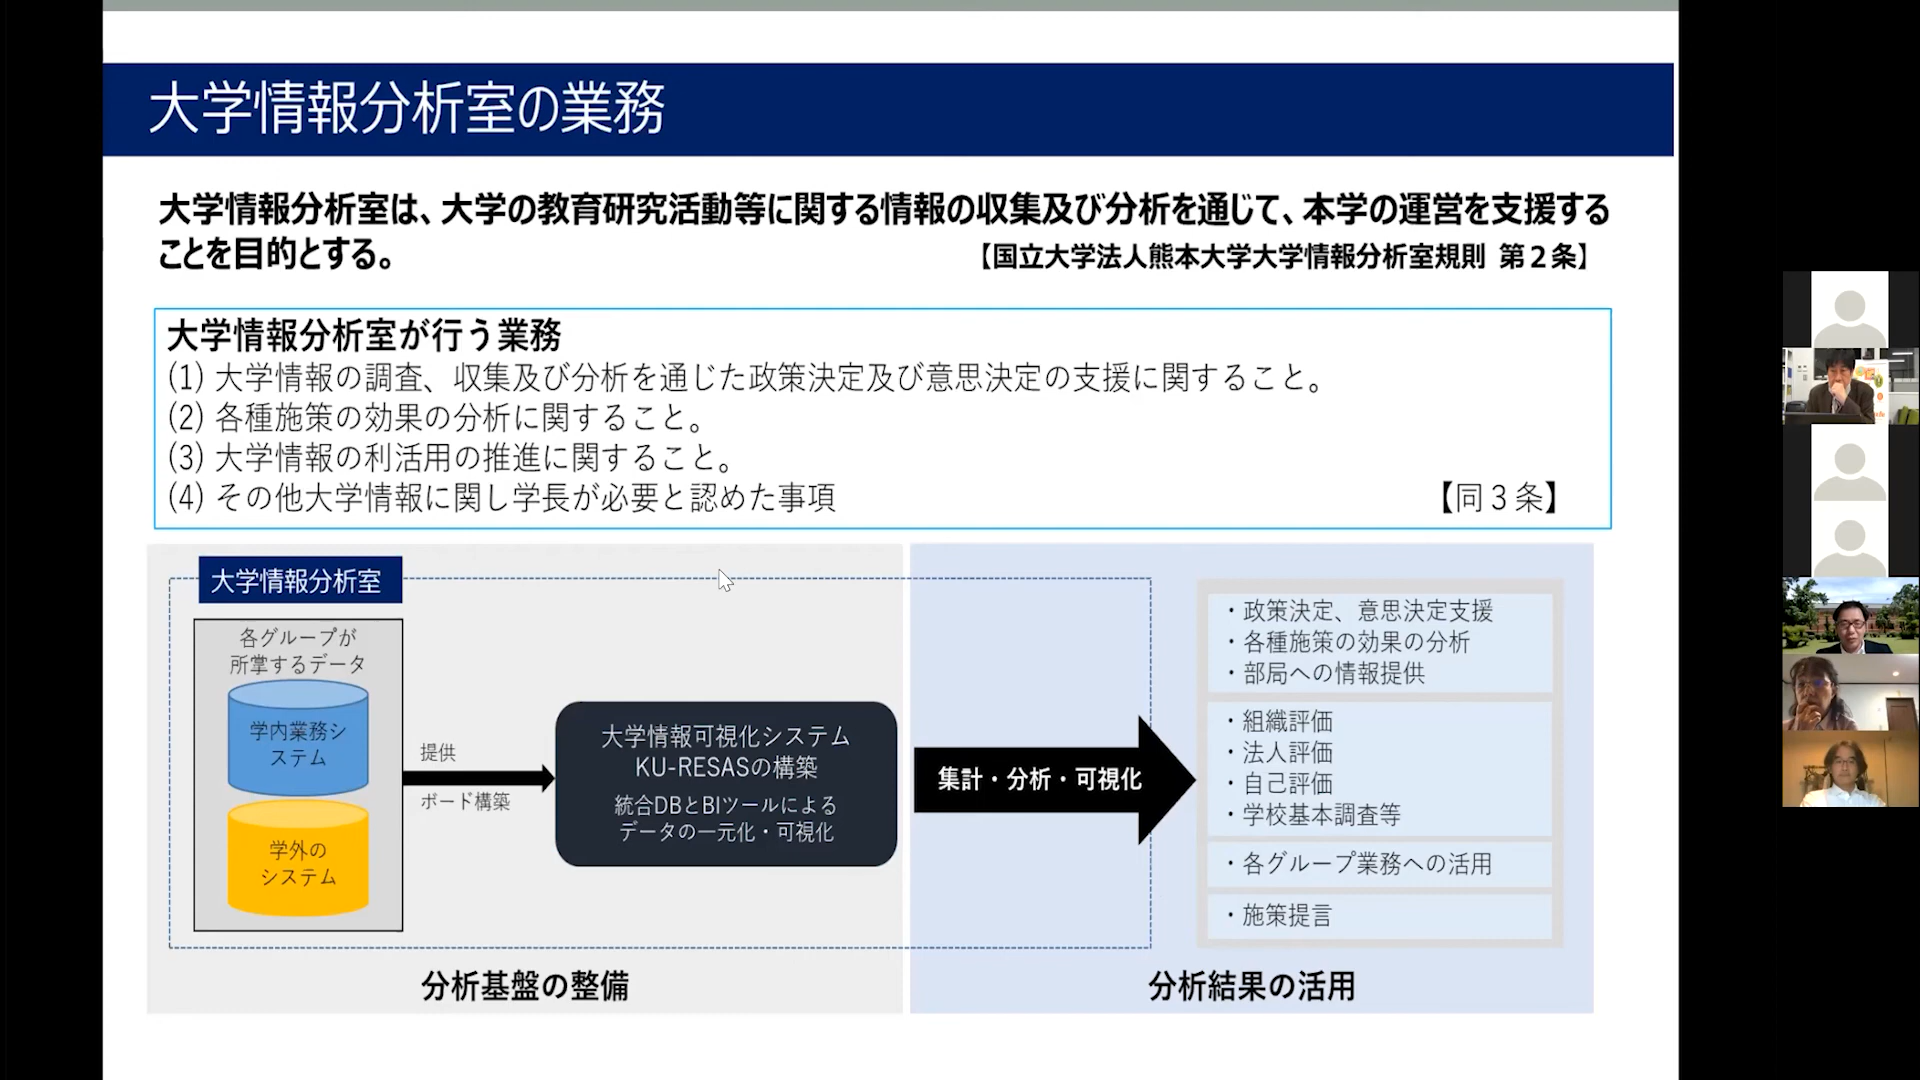 大学情報分析室の業務
大学情報分析室は、大学の教育研究活動等に関する情報の収集及び分析を通じて、本学の運営を支援する
ことを目的とする。
【国立大学法人熊本大学大学情報分析室規則 第２条】
大学情報分析室が行う業務
(1) 大学情報の調査、収集及び分析を通じた政策決定及び意思決定の支援に関すること。
(2) 各種施策の効果の分析に関すること。
(3) 大学情報の利活用の推進に関すること。
(4) その他大学情報に関し学長が必要と認めた事項
【同３条】
大学情報分析室
各グループが
所掌するデータ
学内業務シ
ステム
学外の
システム
提供
ボード構築
大学情報可視化システム
KU-RESASの構築
統合DBとBIツールによる
データの一元化・可視化
集計・分析・可視化
・政策決定、意思決定支援
・各種施策の効果の分析
・部局への情報提供
・組織評価
・法人評価
・自己評価
・学校基本調査等
・各グループ業務への活用
・施策提言
分析基盤の整備
分析結果の活用